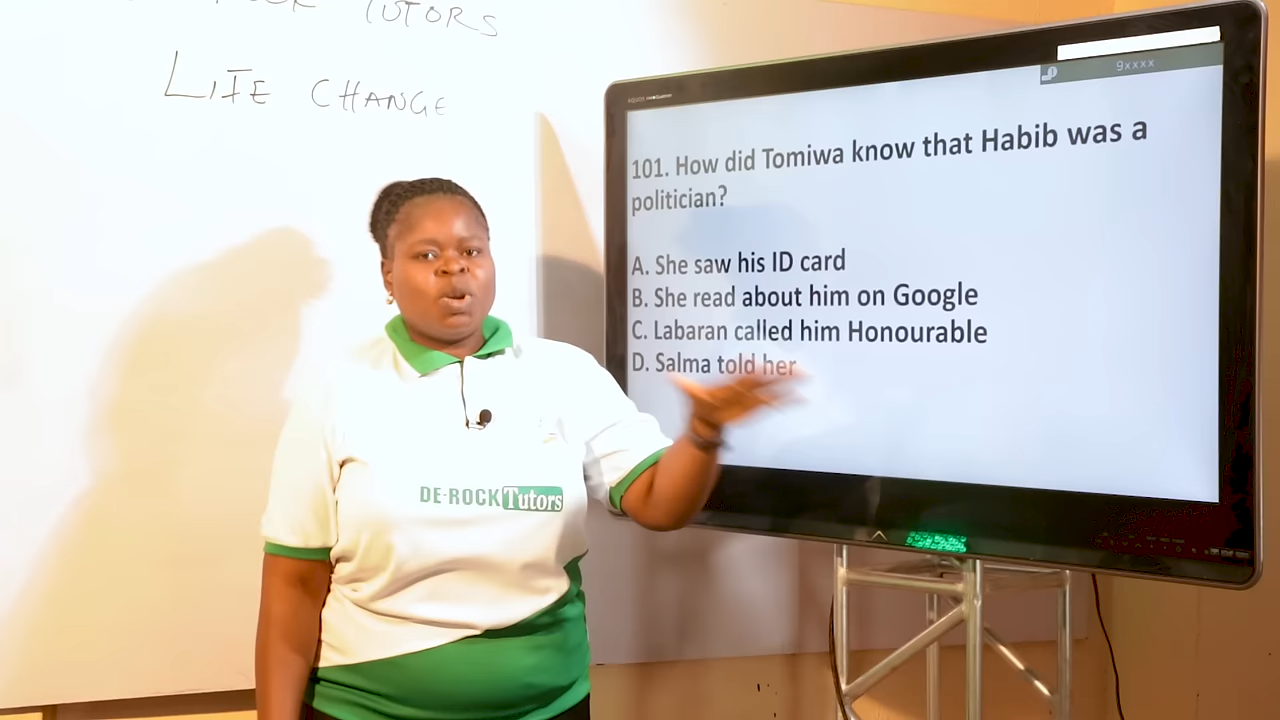 TUTORS
LIFE CHANGE
9xxxx
101. How did Tomiwa know that Habib was a
politician?
A. She saw his ID card
B. She read about him on Google
C. Labaran called him Honourable
D. Salma told her
DE-ROCK Tutors